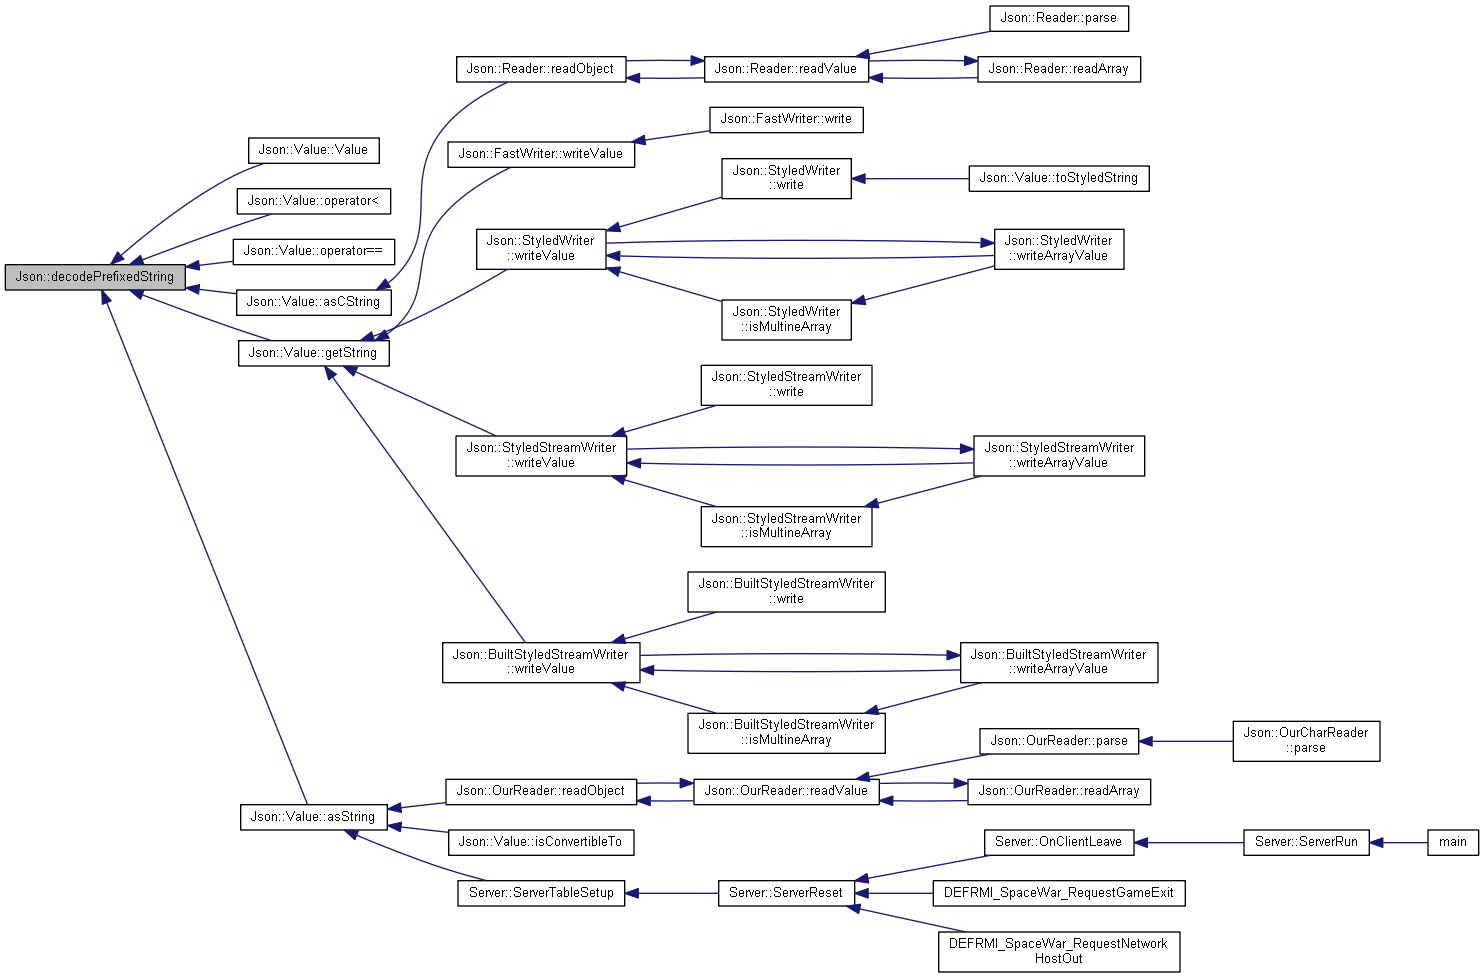 Json::Reader::parse
Json::Reader::readObject
Json::Reader::readValue
Json::Reader::readArray
Json::FastWriter::write
Json::Value::Value
Json::FastWriter::writeValue
Json::StyledWriter
::write
Json::Value::toStyledString
Json::Value::operator<
Json::Value::operator==
Json::StyledWriter
::writeValue
Json::StyledWriter
::writeArrayValue
Json::decodePrefixedString
Json::Value::asCString
Json::StyledWriter
::isMultineArray
Json::Value::getString
Json::StyledStreamWriter
::write
Json::StyledStreamWriter
::writeValue
Json::StyledStreamWriter
::writeArrayValue
Json::StyledStreamWriter
::isMultineArray
Json::BuiltStyledStreamWriter
::write
Json::BuiltStyledStreamWriter
::writeValue
Json::BuiltStyledStreamWriter
::writeArrayValue
Json::BuiltStyledStreamWriter
::isMultineArray
Json::OurReader::parse
Json::OurCharReader
::parse
Json::OurReader::readObject
Json::OurReader::readValue
Json::OurReader::readArray
Json::Value::asString
Json::Value::isConvertibleTo
Server::OnClientLeave
Server::ServerRun
main
Server::ServerTableSetup
Server::ServerReset
DEFRMI_SpaceWar_RequestGameExit
DEFRMI_SpaceWar_RequestNetwork
HostOut